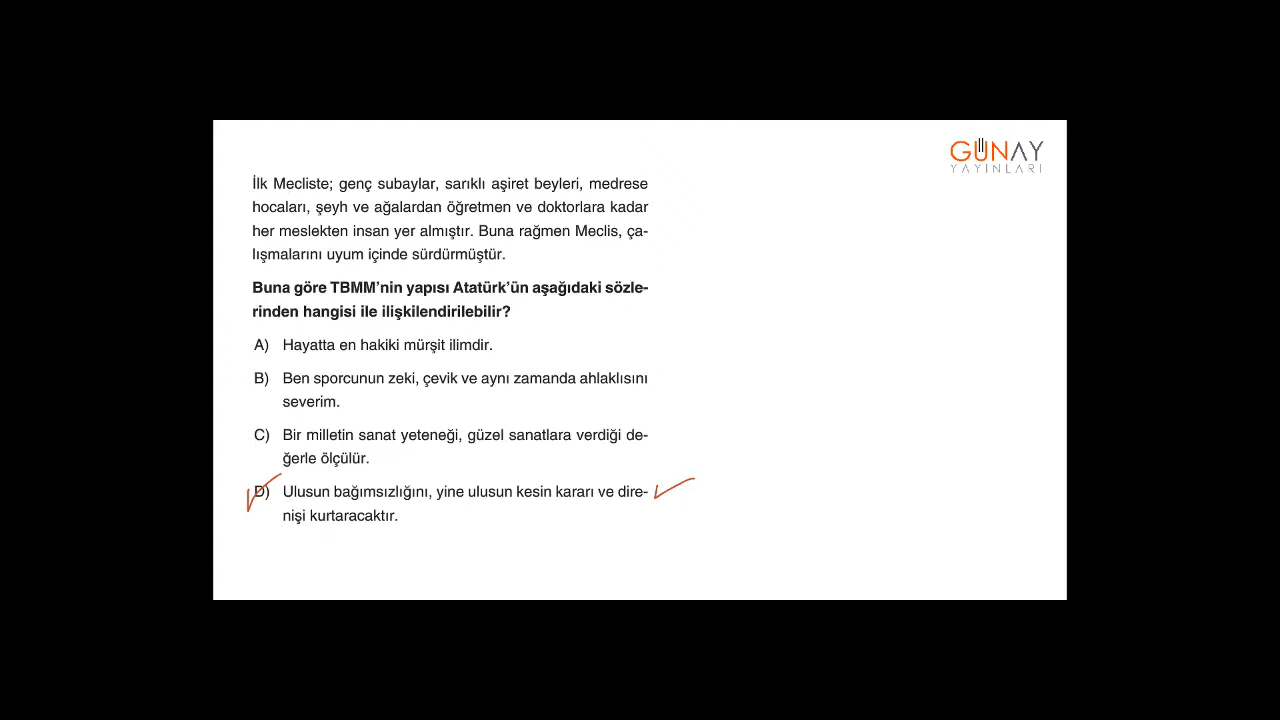 GÜNAY
YAYINLARI
İlk Mecliste; genç subaylar, sarıklı aşiret beyleri, medrese
hocaları, şeyh ve ağalardan öğretmen ve doktorlara kadar
her meslekten insan yer almıştır. Buna rağmen Meclis, ça-
lışmalarını uyum içinde sürdürmüştür.
Buna göre TBMM'nin yapısı Atatürk'ün aşağıdaki sözle-
rinden hangisi ile ilişkilendirilebilir?
A) Hayatta en hakiki mürşit ilimdir.
B) Ben sporcunun zeki, çevik ve aynı zamanda ahlaklısını
severim.
C) Bir milletin sanat yeteneği, güzel sanatlara verdiği de-
ğerle ölçülür.
D) Ulusun bağımsızlığını, yine ulusun kesin kararı ve dire-
nişi kurtaracaktır.